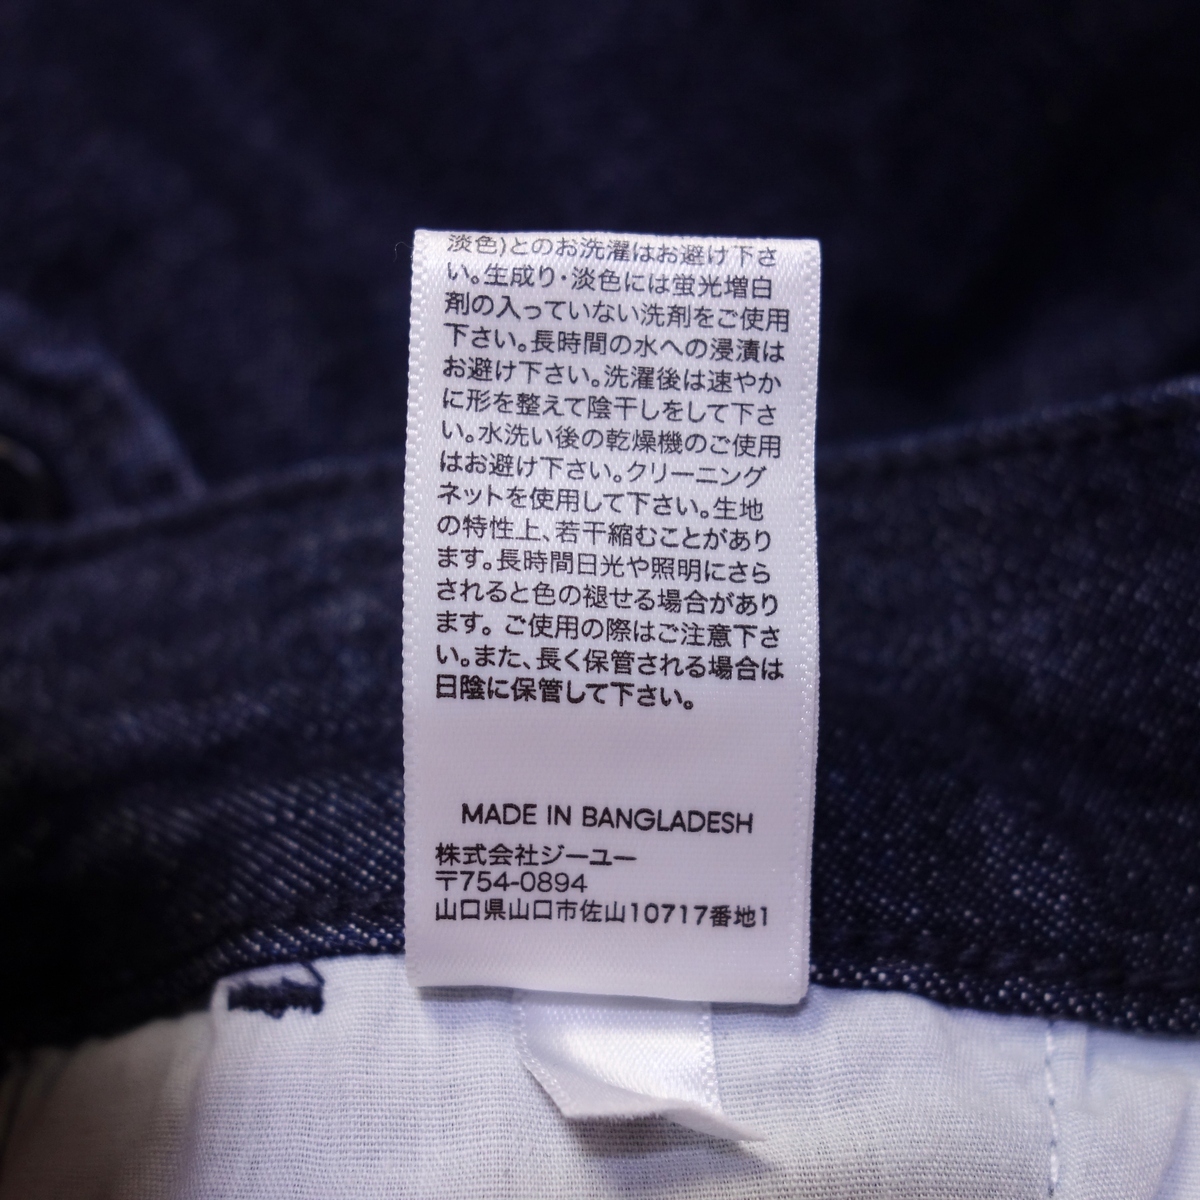 淡色)とのお洗濯はお避け下さ
い。生成り・淡色には蛍光増白
剤の入っていない洗剤をご使用
下さい。長時間の水への浸漬は
お避け下さい。洗濯後は速やか
に形を整えて陰干しをして下さ
い。水洗い後の乾燥機のご使用
はお避け下さい。クリーニング
ネットを使用して下さい。生地
の特性上、若干縮むことがあり
ます。長時間日光や照明にさら
されると色の褪せる場合があり
ます。ご使用の際はご注意下さ
い。また、長く保管される場合は
日陰に保管して下さい。
MADE IN BANGLADESH
株式会社ジーユー
〒754-0894
山口県山口市佐山10717番地1